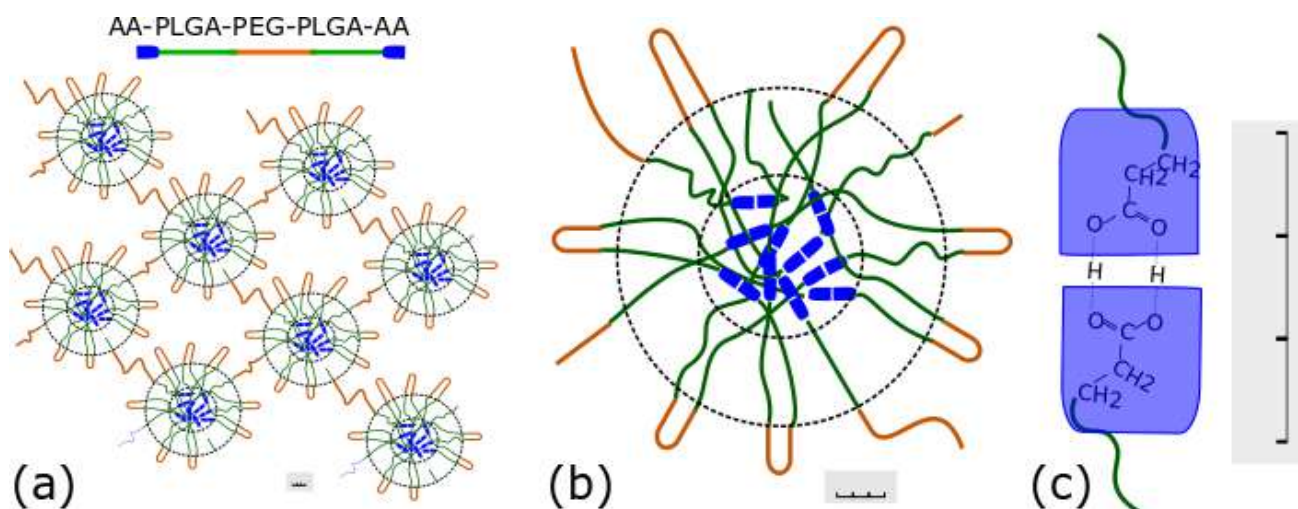 AA-PLGA-PEG-PLGA-AA
(a)
(b)
(c)
CH2
CH2
O
C
O
H
H
O
C
O
CH2
CH2